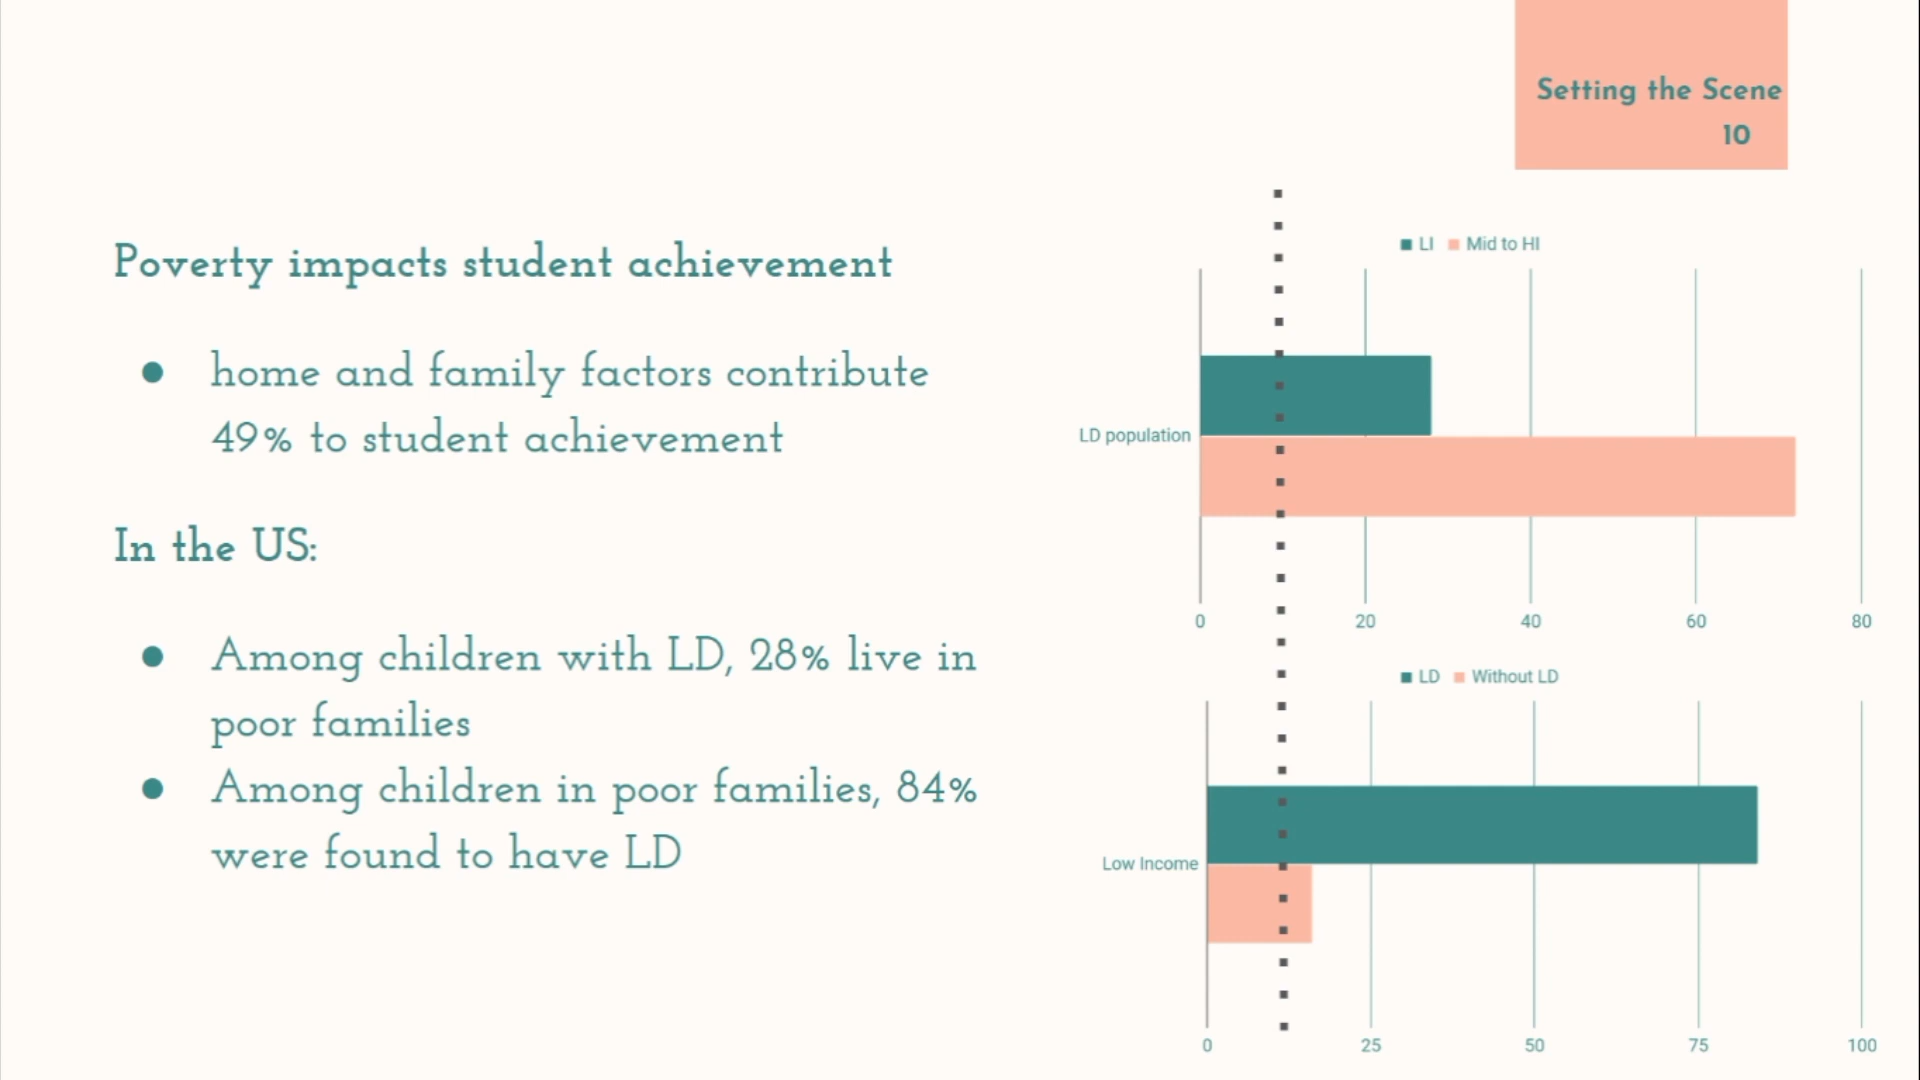 Setting the Scene
10
Poverty impacts student achievement
● home and family factors contribute
49% to student achievement
In the US:
● Among children with LD, 28% live in
poor families
● Among children in poor families, 84%
were found to have LD
LI Mid to HI
LD population
0 20 40 60 80
LD Without LD
Low Income
0 25 50 75 100